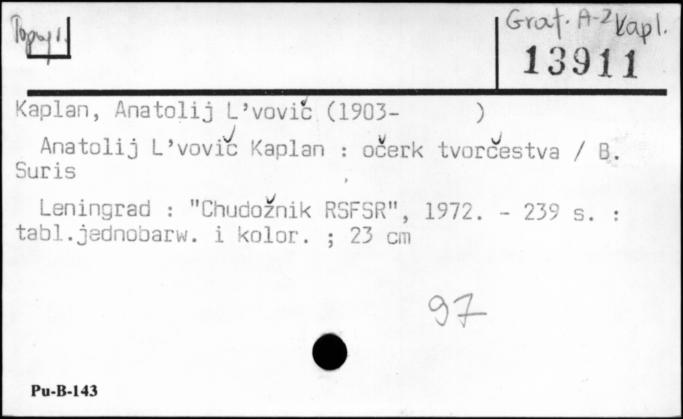 Graf. A-2 Kapl.
13911
Kaplan, Anatolij L'vovič (1903- )
Anatolij L'vovič Kaplan : očerk tvorčestva / B.
Suris
Leningrad : "Chudožnik RSFSR", 1972. - 239 s. :
tabl.jednobarw. i kolor. ; 23 cm
97
Pu-B-143